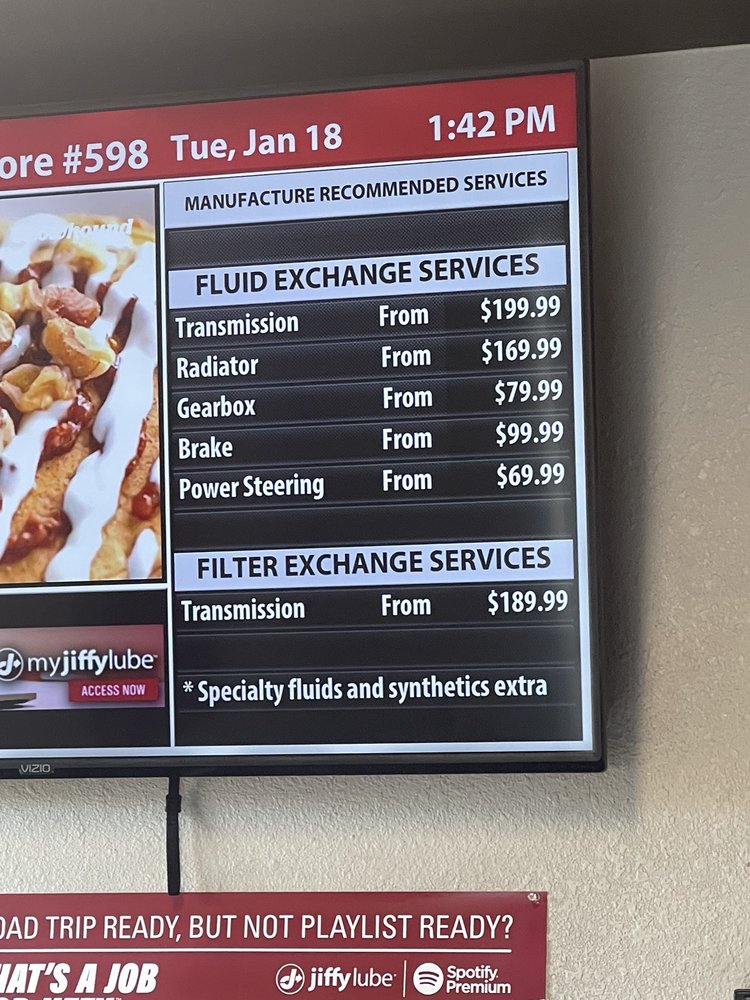 ore #598 Tue, Jan 18 1:42 PM
MANUFACTURE RECOMMENDED SERVICES
FLUID EXCHANGE SERVICES
Transmission From $199.99
Radiator From $169.99
Gearbox From $79.99
Brake From $99.99
Power Steering From $69.99
FILTER EXCHANGE SERVICES
Transmission From $189.99
* Specialty fluids and synthetics extra
J+ myjiffylube
ACCESS NOW
VIZIO
OAD TRIP READY, BUT NOT PLAYLIST READY?
HAT'S A JOB
J+ jiffylube Spotify Premium